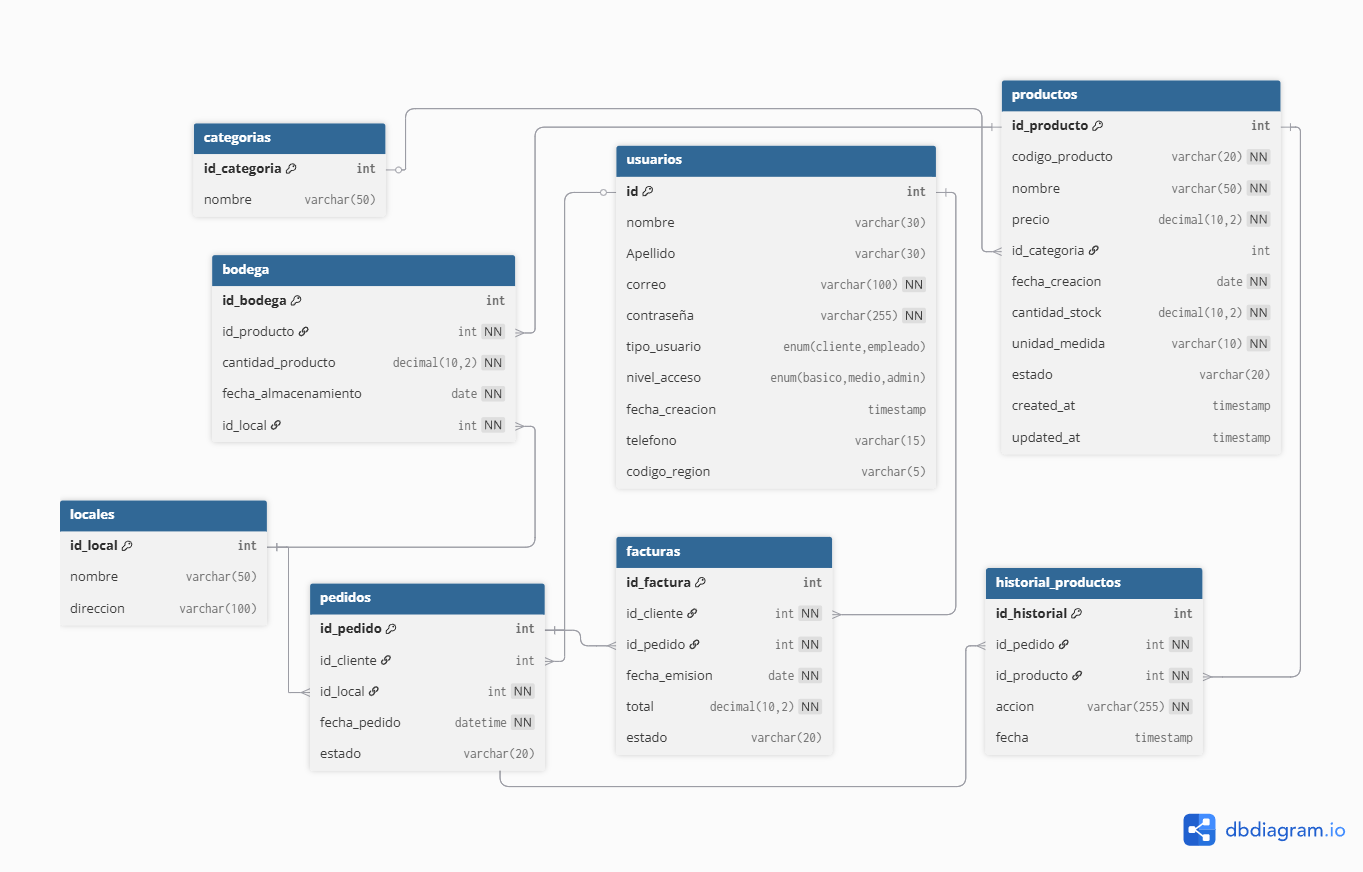 categorias
id_categoria int
nombre varchar(50)
bodega
id_bodega int
id_producto int NN
cantidad_producto decimal(10,2) NN
fecha_almacenamiento date NN
id_local int NN
locales
id_local int
nombre varchar(50)
direccion varchar(100)
pedidos
id_pedido int
id_cliente int
id_local int NN
fecha_pedido datetime NN
estado varchar(20)
usuarios
id int
nombre varchar(30)
Apellido varchar(30)
correo varchar(100) NN
contraseña varchar(255) NN
tipo_usuario enum(cliente,empleado)
nivel_acceso enum(basico,medio,admin)
fecha_creacion timestamp
telefono varchar(15)
codigo_region varchar(5)
facturas
id_factura int
id_cliente int NN
id_pedido int NN
fecha_emision date NN
total decimal(10,2) NN
estado varchar(20)
productos
id_producto int
codigo_producto varchar(20) NN
nombre varchar(50) NN
precio decimal(10,2) NN
id_categoria int
fecha_creacion date NN
cantidad_stock decimal(10,2) NN
unidad_medida varchar(10) NN
estado varchar(20)
created_at timestamp
updated_at timestamp
historial_productos
id_historial int
id_pedido int NN
id_producto int NN
accion varchar(255) NN
fecha timestamp
dbdiagram.io